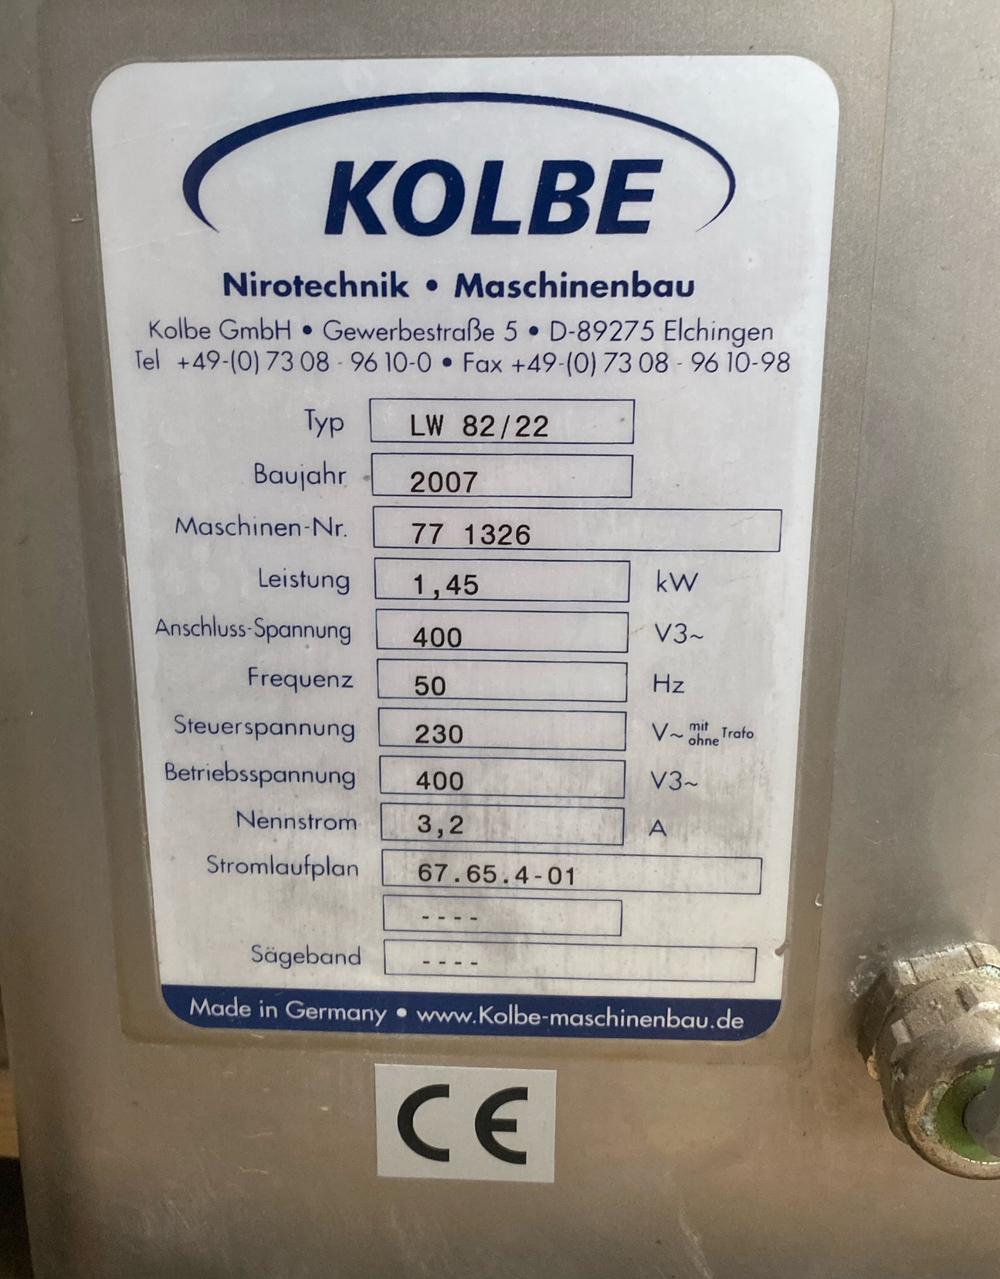 KOLBE
Nirotechnik • Maschinenbau
Kolbe GmbH • Gewerbestraße 5 • D-89275 Elchingen
Tel +49-(0) 73 08 - 96 10-0 • Fax +49-(0) 73 08 - 96 10-98
Typ LW 82/22
Baujahr 2007
Maschinen-Nr. 77 1326
Leistung 1,45 kW
Anschluss-Spannung 400 V3~
Frequenz 50 Hz
Steuerspannung 230 V~ mit ohne Trafo
Betriebsspannung 400 V3~
Nennstrom 3,2 A
Stromlaufplan 67.65.4-01
----
Sägeband ----
Made in Germany • www.Kolbe-maschinenbau.de
CE